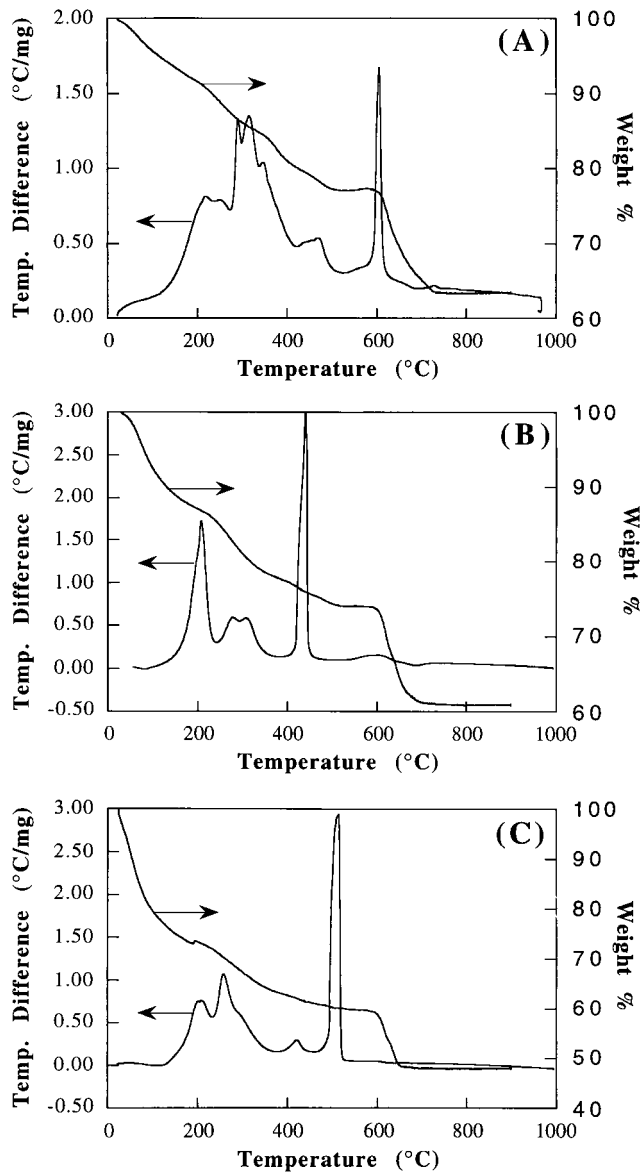 (A)
Temp. Difference (°C/mg)
2.00
1.50
1.00
0.50
0.00
100
90
80
70
60
Weight %
0 200 400 600 800 1000
Temperature (°C)
(B)
Temp. Difference (°C/mg)
3.00
2.50
2.00
1.50
1.00
0.50
0.00
-0.50
100
90
80
70
60
Weight %
0 200 400 600 800 1000
Temperature (°C)
(C)
Temp. Difference (°C/mg)
3.00
2.50
2.00
1.50
1.00
0.50
0.00
-0.50
100
90
80
70
60
50
40
Weight %
0 200 400 600 800 1000
Temperature (°C)